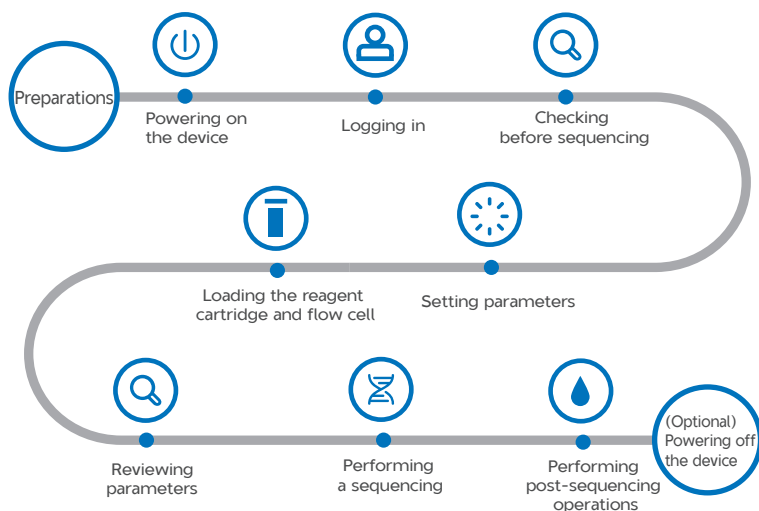 Preparations
Powering on
the device
Logging in
Checking
before sequencing
Setting parameters
Loading the reagent
cartridge and flow cell
Reviewing
parameters
Performing
a sequencing
Performing
post-sequencing
operations
(Optional)
Powering off
the device